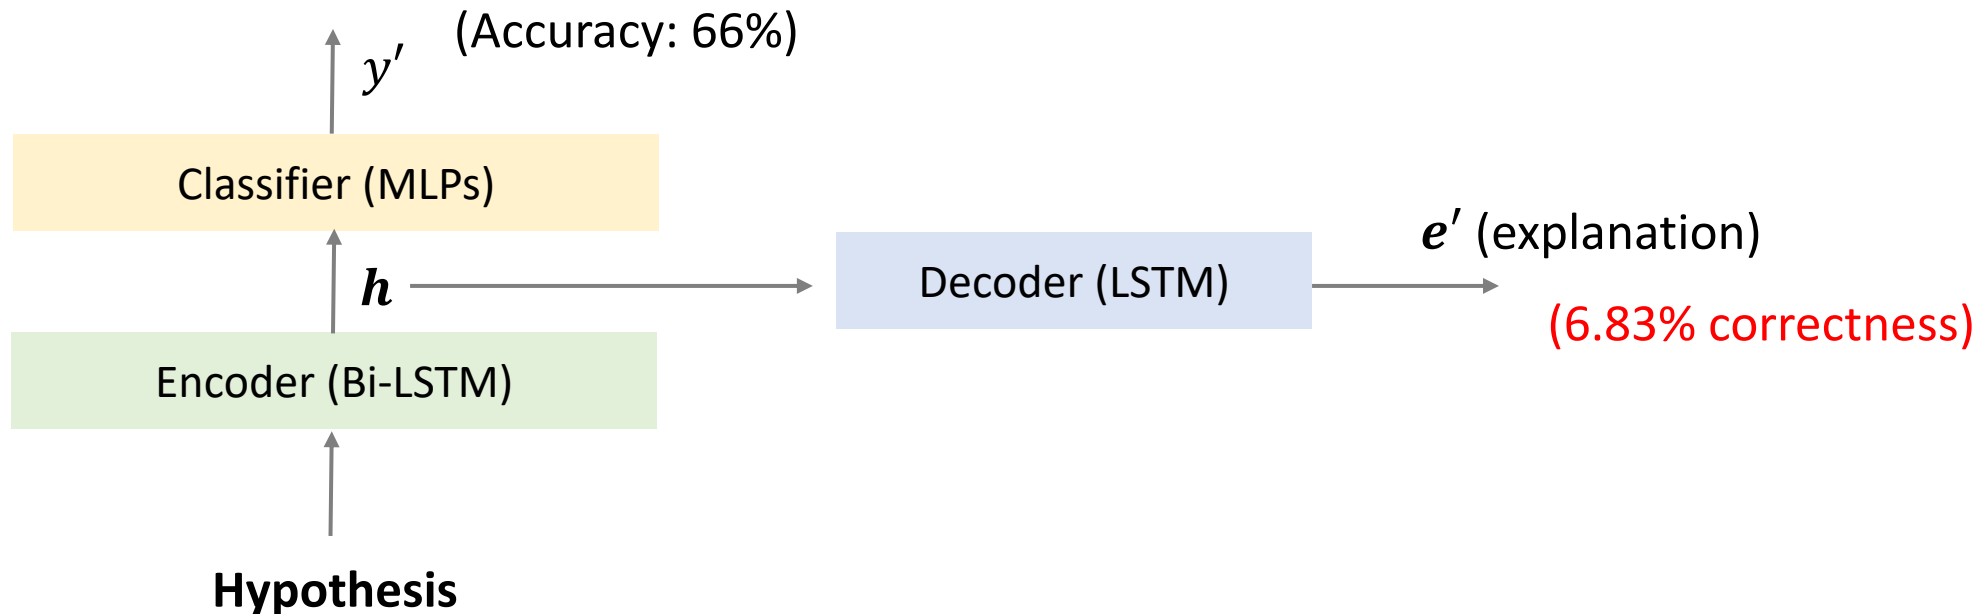 (Accuracy: 66%)
y′
Classifier (MLPs)
h
Decoder (LSTM)
e′ (explanation)
(6.83% correctness)
Encoder (Bi-LSTM)
Hypothesis